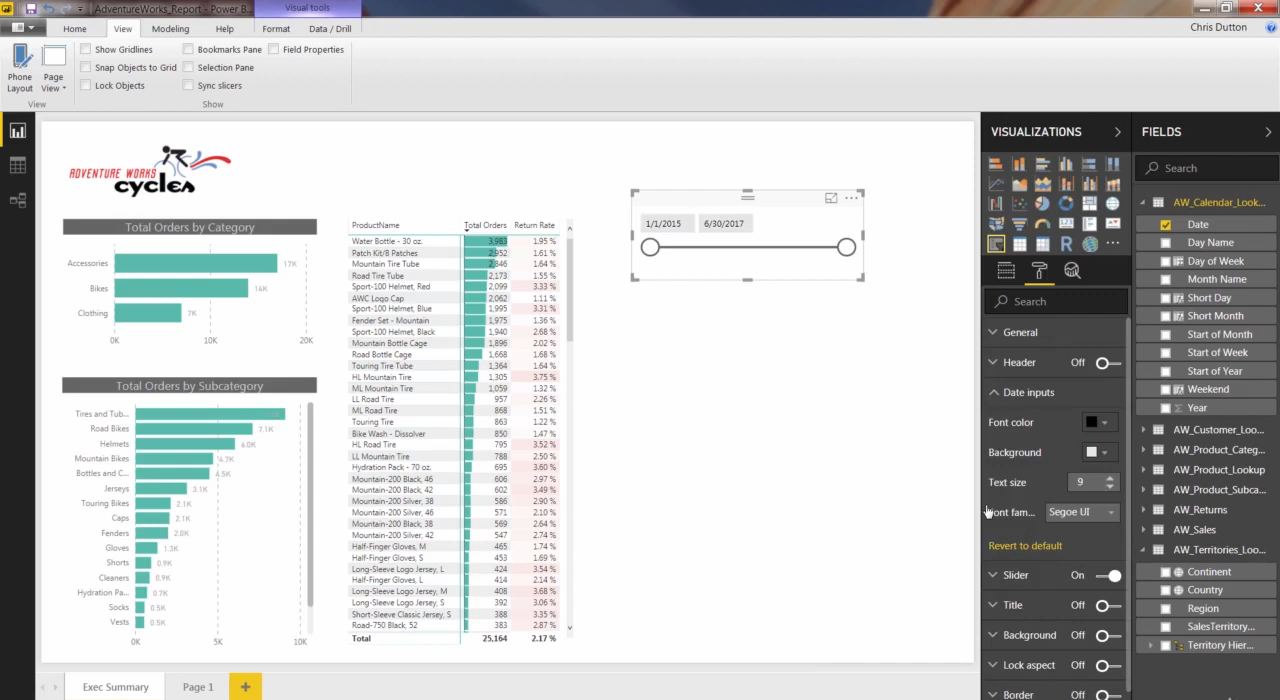 AdventureWorks_Report - Power B...
Visual tools
Home
View
Modeling
Help
Format
Data / Drill
Chris Dutton
Phone Layout
Page View
Show Gridlines
Snap Objects to Grid
Lock Objects
Bookmarks Pane
Selection Pane
Sync slicers
Field Properties
View
Show
ADVENTURE WORKS
cycles
Total Orders by Category
Accessories 17K
Bikes 14K
Clothing 7K
0K 10K 20K
Total Orders by Subcategory
Tires and Tub...
Road Bikes 7.1K
Helmets 6.0K
Mountain Bikes 4.7K
Bottles and C... 4.5K
Jerseys 3.1K
Touring Bikes 2.1K
Caps 2.1K
Fenders 2.0K
Gloves 1.3K
Shorts 0.9K
Cleaners 0.9K
Hydration Pa... 0.7K
Socks 0.5K
Vests 0.5K
0K 5K 10K
ProductName Total Orders Return Rate
Water Bottle - 30 oz. 3,983 1.95 %
Patch Kit/8 Patches 2,952 1.61 %
Mountain Tire Tube 2,846 1.64 %
Road Tire Tube 2,173 1.55 %
Sport-100 Helmet, Red 2,099 3.33 %
AWC Logo Cap 2,062 1.11 %
Sport-100 Helmet, Blue 1,995 3.31 %
Fender Set - Mountain 1,975 1.36 %
Sport-100 Helmet, Black 1,940 2.68 %
Mountain Bottle Cage 1,896 2.02 %
Road Bottle Cage 1,668 1.68 %
Touring Tire Tube 1,364 1.64 %
HL Mountain Tire 1,305 3.75 %
ML Mountain Tire 1,059 1.32 %
LL Road Tire 957 2.26 %
ML Road Tire 868 1.51 %
Touring Tire 863 1.22 %
Bike Wash - Dissolver 850 1.47 %
HL Road Tire 795 3.52 %
LL Mountain Tire 788 2.50 %
Hydration Pack - 70 oz. 695 3.60 %
Mountain-200 Black, 46 606 2.97 %
Mountain-200 Black, 42 602 3.49 %
Mountain-200 Silver, 38 586 2.90 %
Mountain-200 Silver, 46 571 2.10 %
Mountain-200 Black, 38 569 2.64 %
Mountain-200 Silver, 42 547 2.74 %
Half-Finger Gloves, M 465 1.74 %
Half-Finger Gloves, S 453 1.69 %
Long-Sleeve Logo Jersey, L 424 3.54 %
Half-Finger Gloves, L 414 2.14 %
Long-Sleeve Logo Jersey, M 408 3.68 %
Long-Sleeve Logo Jersey, S 392 3.06 %
Short-Sleeve Classic Jersey, S 388 3.35 %
Road-750 Black, 52 383 2.87 %
Total 25,164 2.17 %
1/1/2015 6/30/2017
VISUALIZATIONS
Search
General
Header Off
Date inputs
Font color
Background
Text size 9
Font fam... Segoe UI
Revert to default
Slider On
Title Off
Background Off
Lock aspect Off
Border Off
FIELDS
Search
AW_Calendar_Look...
Date
Day Name
Day of Week
Month Name
Short Day
Short Month
Start of Month
Start of Week
Start of Year
Weekend
Year
AW_Customer_Loo...
AW_Product_Categ...
AW_Product_Lookup
AW_Product_Subca...
AW_Returns
AW_Sales
AW_Territories_Loo...
Continent
Country
Region
SalesTerritory...
Territory Hier...
Exec Summary
Page 1